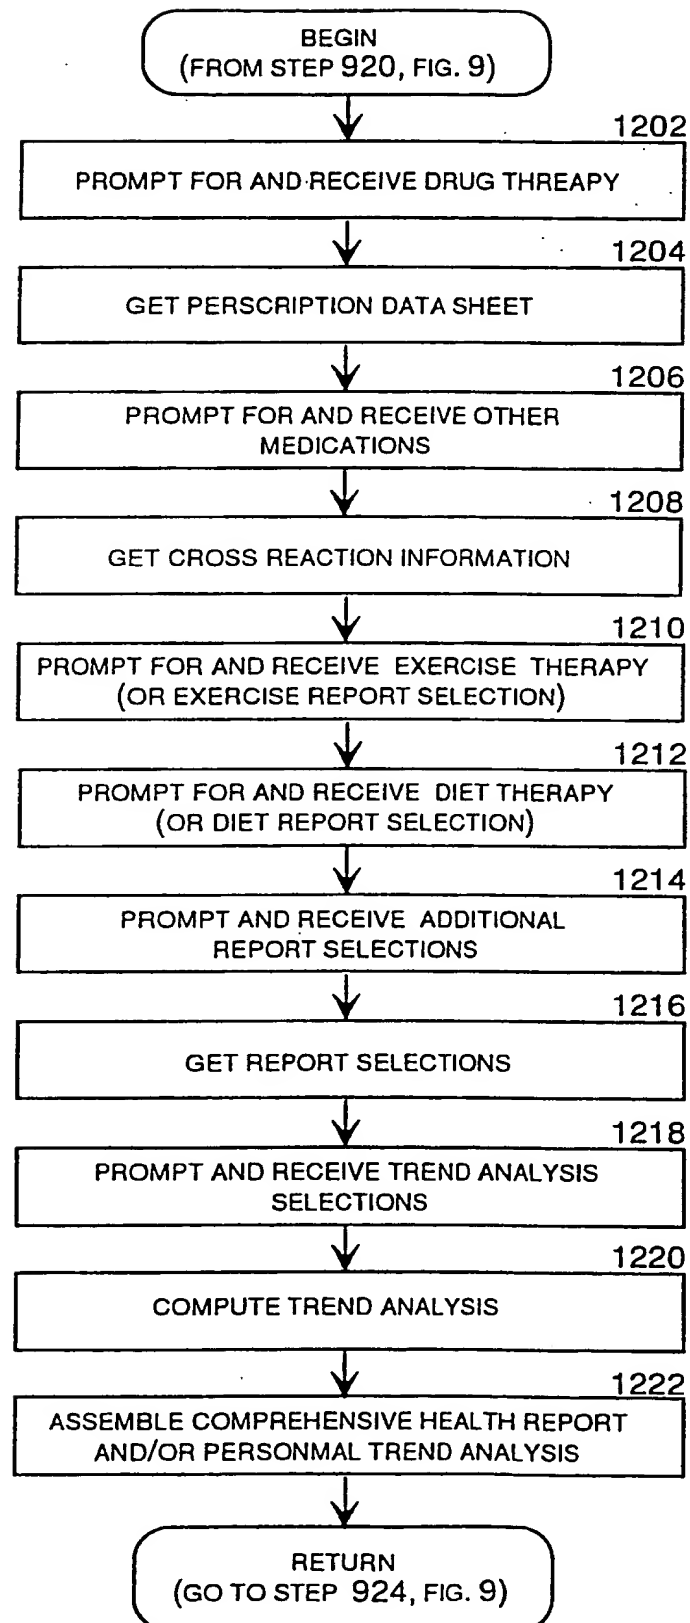 BEGIN
(FROM STEP 920, FIG. 9)
1202
PROMPT FOR AND RECEIVE DRUG THREAPY
1204
GET PERSCRIPTION DATA SHEET
1206
PROMPT FOR AND RECEIVE OTHER
MEDICATIONS
1208
GET CROSS REACTION INFORMATION
1210
PROMPT FOR AND RECEIVE EXERCISE THERAPY
(OR EXERCISE REPORT SELECTION)
1212
PROMPT FOR AND RECEIVE DIET THERAPY
(OR DIET REPORT SELECTION)
1214
PROMPT AND RECEIVE ADDITIONAL
REPORT SELECTIONS
1216
GET REPORT SELECTIONS
1218
PROMPT AND RECEIVE TREND ANALYSIS
SELECTIONS
1220
COMPUTE TREND ANALYSIS
1222
ASSEMBLE COMPREHENSIVE HEALTH REPORT
AND/OR PERSONMAL TREND ANALYSIS
RETURN
(GO TO STEP 924, FIG. 9)